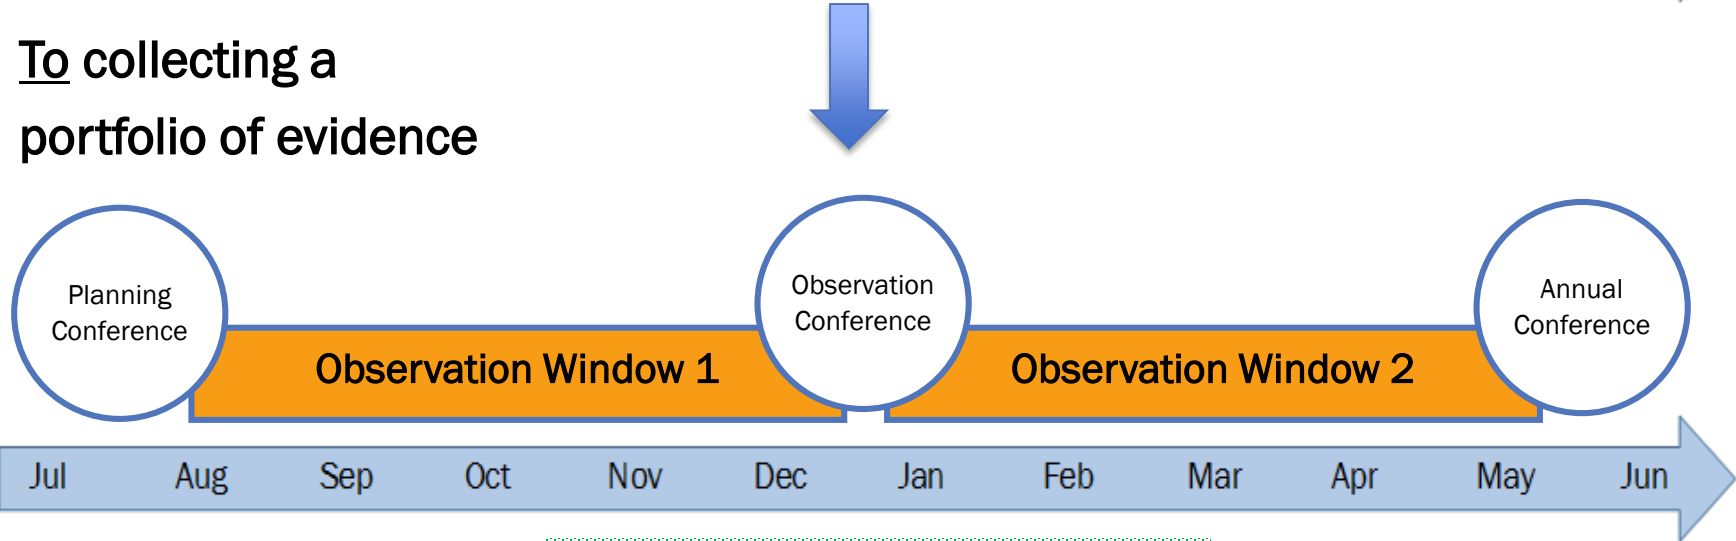 To collecting a
portfolio of evidence
Planning
Conference
Observation
Conference
Annual
Conference
Observation Window 1
Observation Window 2
Jul Aug Sep Oct Nov Dec Jan Feb Mar Apr May Jun